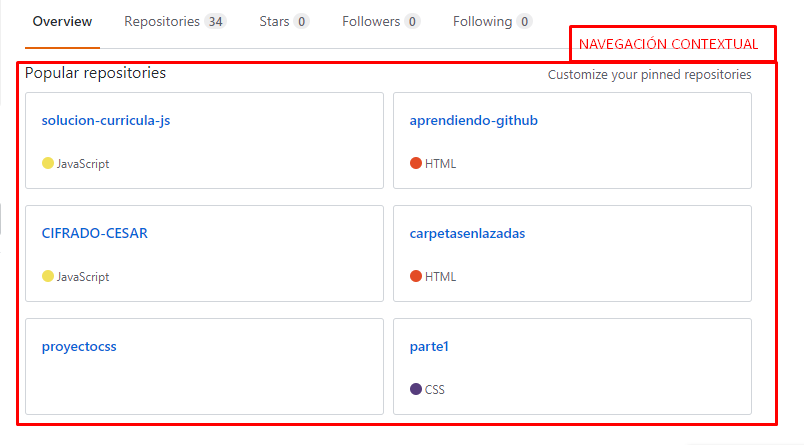 Overview Repositories 34 Stars 0 Followers 0 Following 0
NAVEGACIÓN CONTEXTUAL
Popular repositories Customize your pinned repositories
solucion-curricula-js
JavaScript
aprendiendo-github
HTML
CIFRADO-CESAR
JavaScript
carpetasenlazadas
HTML
proyectocss
parte1
CSS